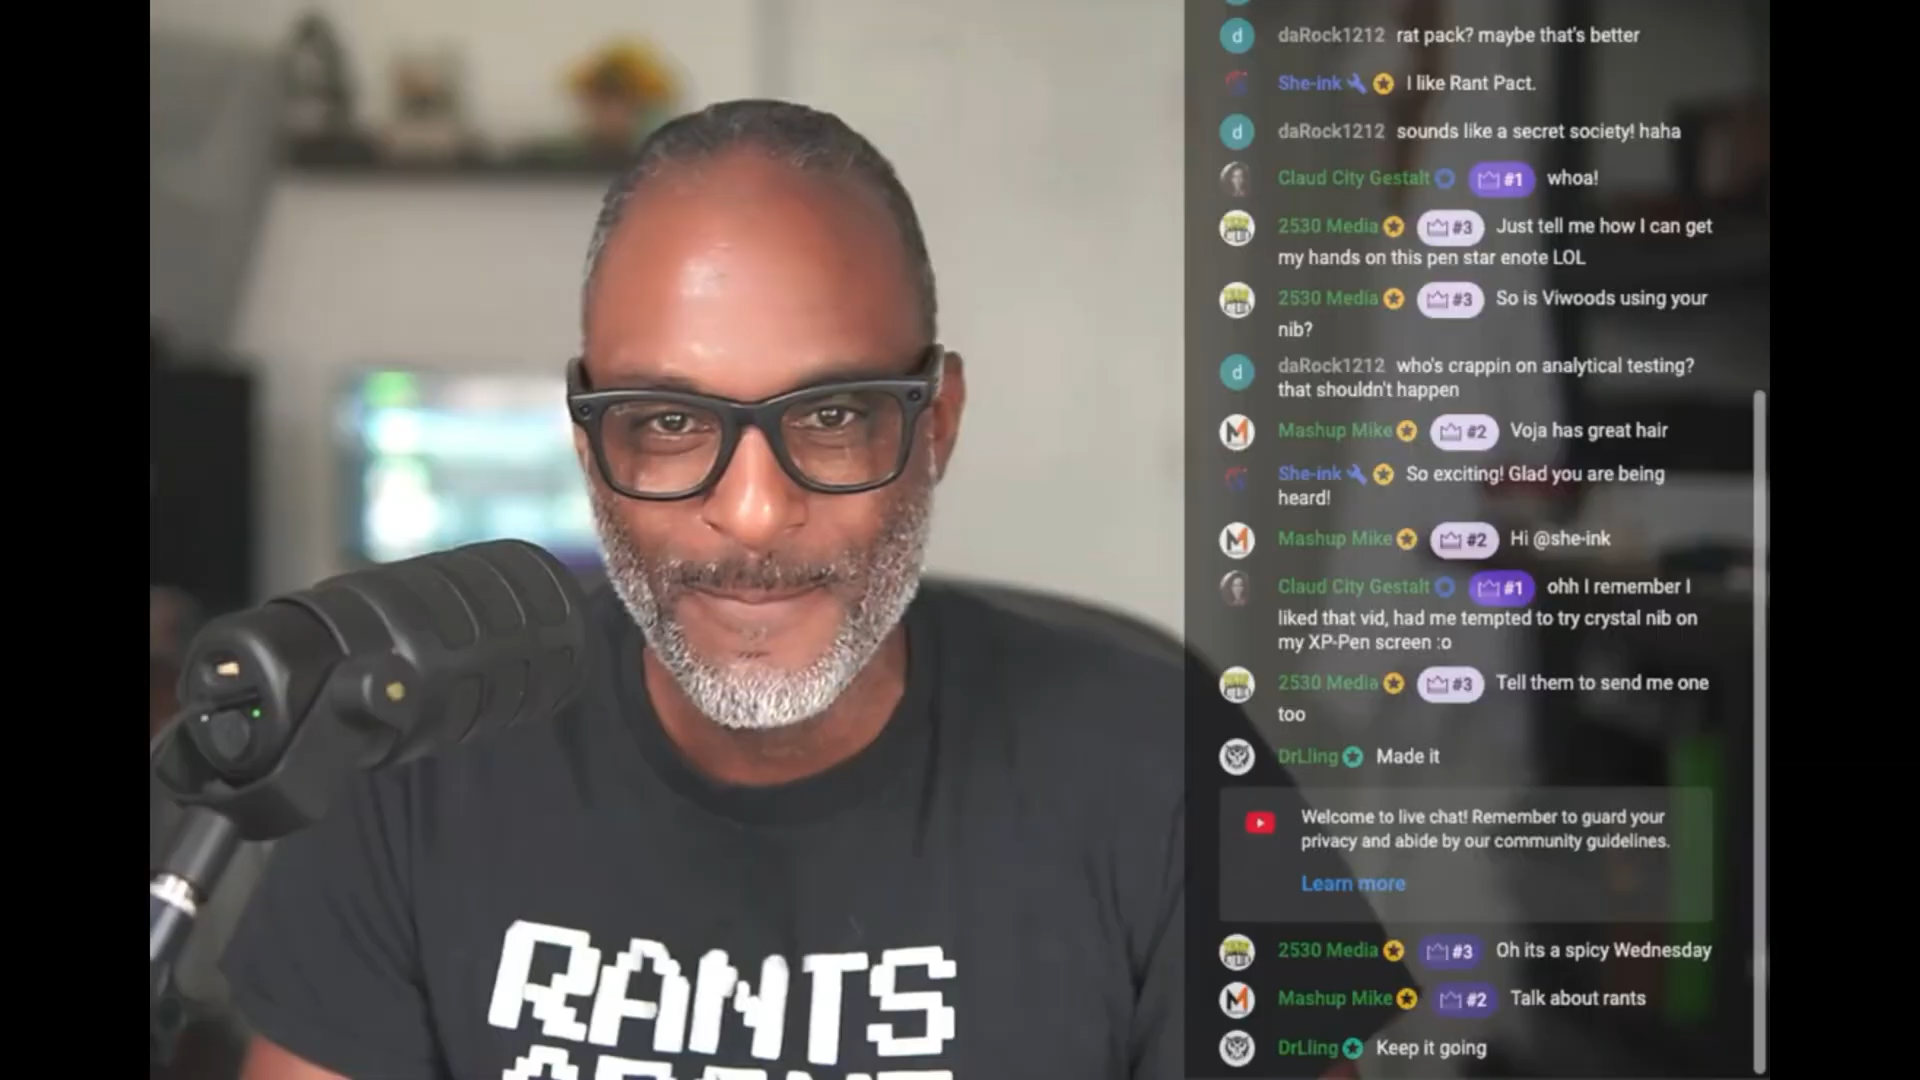 d daRock1212 rat pack? maybe that's better
She-ink I like Rant Pact.
d daRock1212 sounds like a secret society! haha
Claud City Gestalt #1 whoa!
2530 Media #3 Just tell me how I can get
my hands on this pen star enote LOL
2530 Media #3 So is Viwoods using your
nib?
d daRock1212 who's crappin on analytical testing?
that shouldn't happen
Mashup Mike #2 Voja has great hair
She-ink So exciting! Glad you are being
heard!
Mashup Mike #2 Hi @she-ink
Claud City Gestalt #1 ohh I remember I
liked that vid, had me tempted to try crystal nib on
my XP-Pen screen :o
2530 Media #3 Tell them to send me one
too
DrLling Made it
Welcome to live chat! Remember to guard your
privacy and abide by our community guidelines.
Learn more
2530 Media #3 Oh its a spicy Wednesday
Mashup Mike #2 Talk about rants
DrLling Keep it going
RANTS